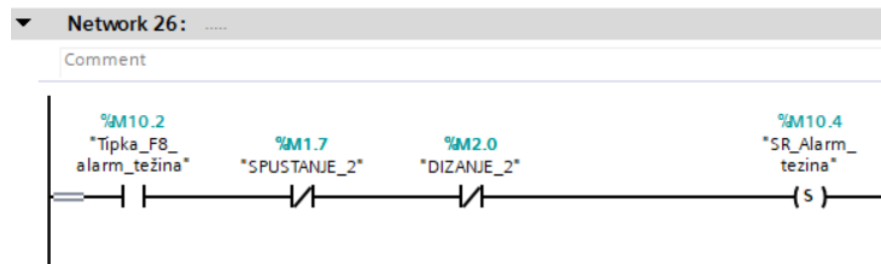 Network 26: .....
Comment
%M10.2
"Tipka_F8_
alarm_težina"
%M1.7
"SPUSTANJE_2"
%M2.0
"DIZANJE_2"
%M10.4
"SR_Alarm_
tezina"
S